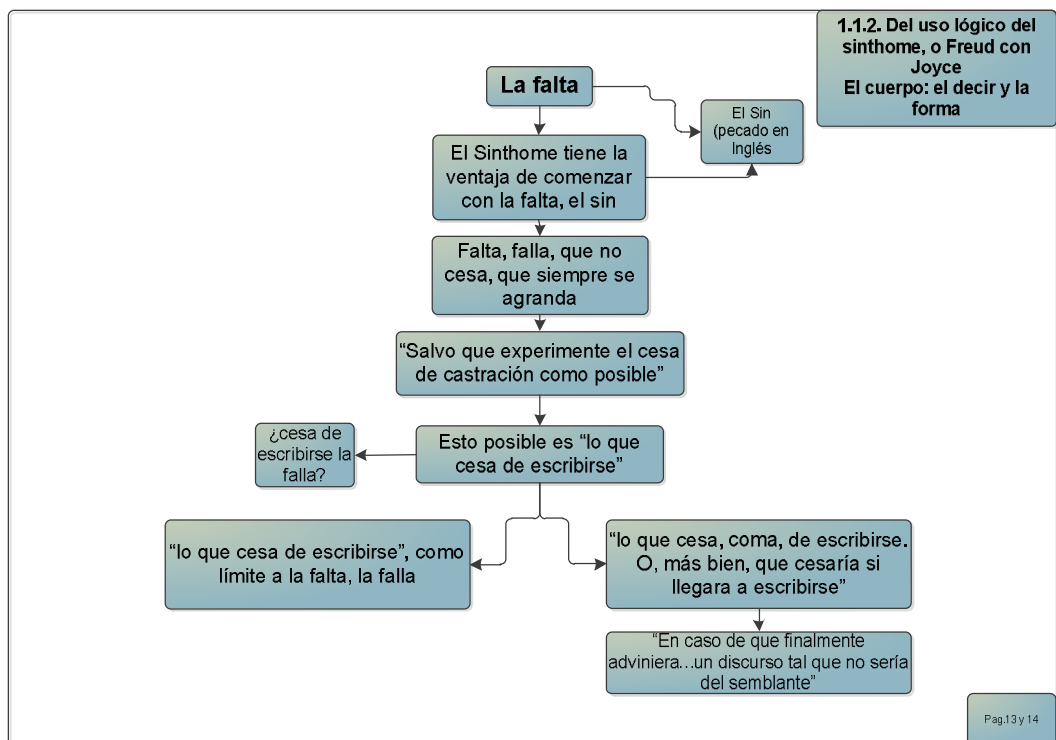 1.1.2. Del uso lógico del
sinthome, o Freud con
Joyce
El cuerpo: el decir y la
forma
La falta
El Sin
(pecado en
Inglés
El Sinthome tiene la
ventaja de comenzar
con la falta, el sin
Falta, falla, que no
cesa, que siempre se
agranda
“Salvo que experimente el cesa
de castración como posible”
¿cesa de
escribirse la
falla?
Esto posible es “lo que
cesa de escribirse”
“lo que cesa de escribirse”, como
límite a la falta, la falla
“lo que cesa, coma, de escribirse.
O, más bien, que cesaría si
llegara a escribirse”
“En caso de que finalmente
adviniera...un discurso tal que no sería
del semblante”
Pag.13 y 14